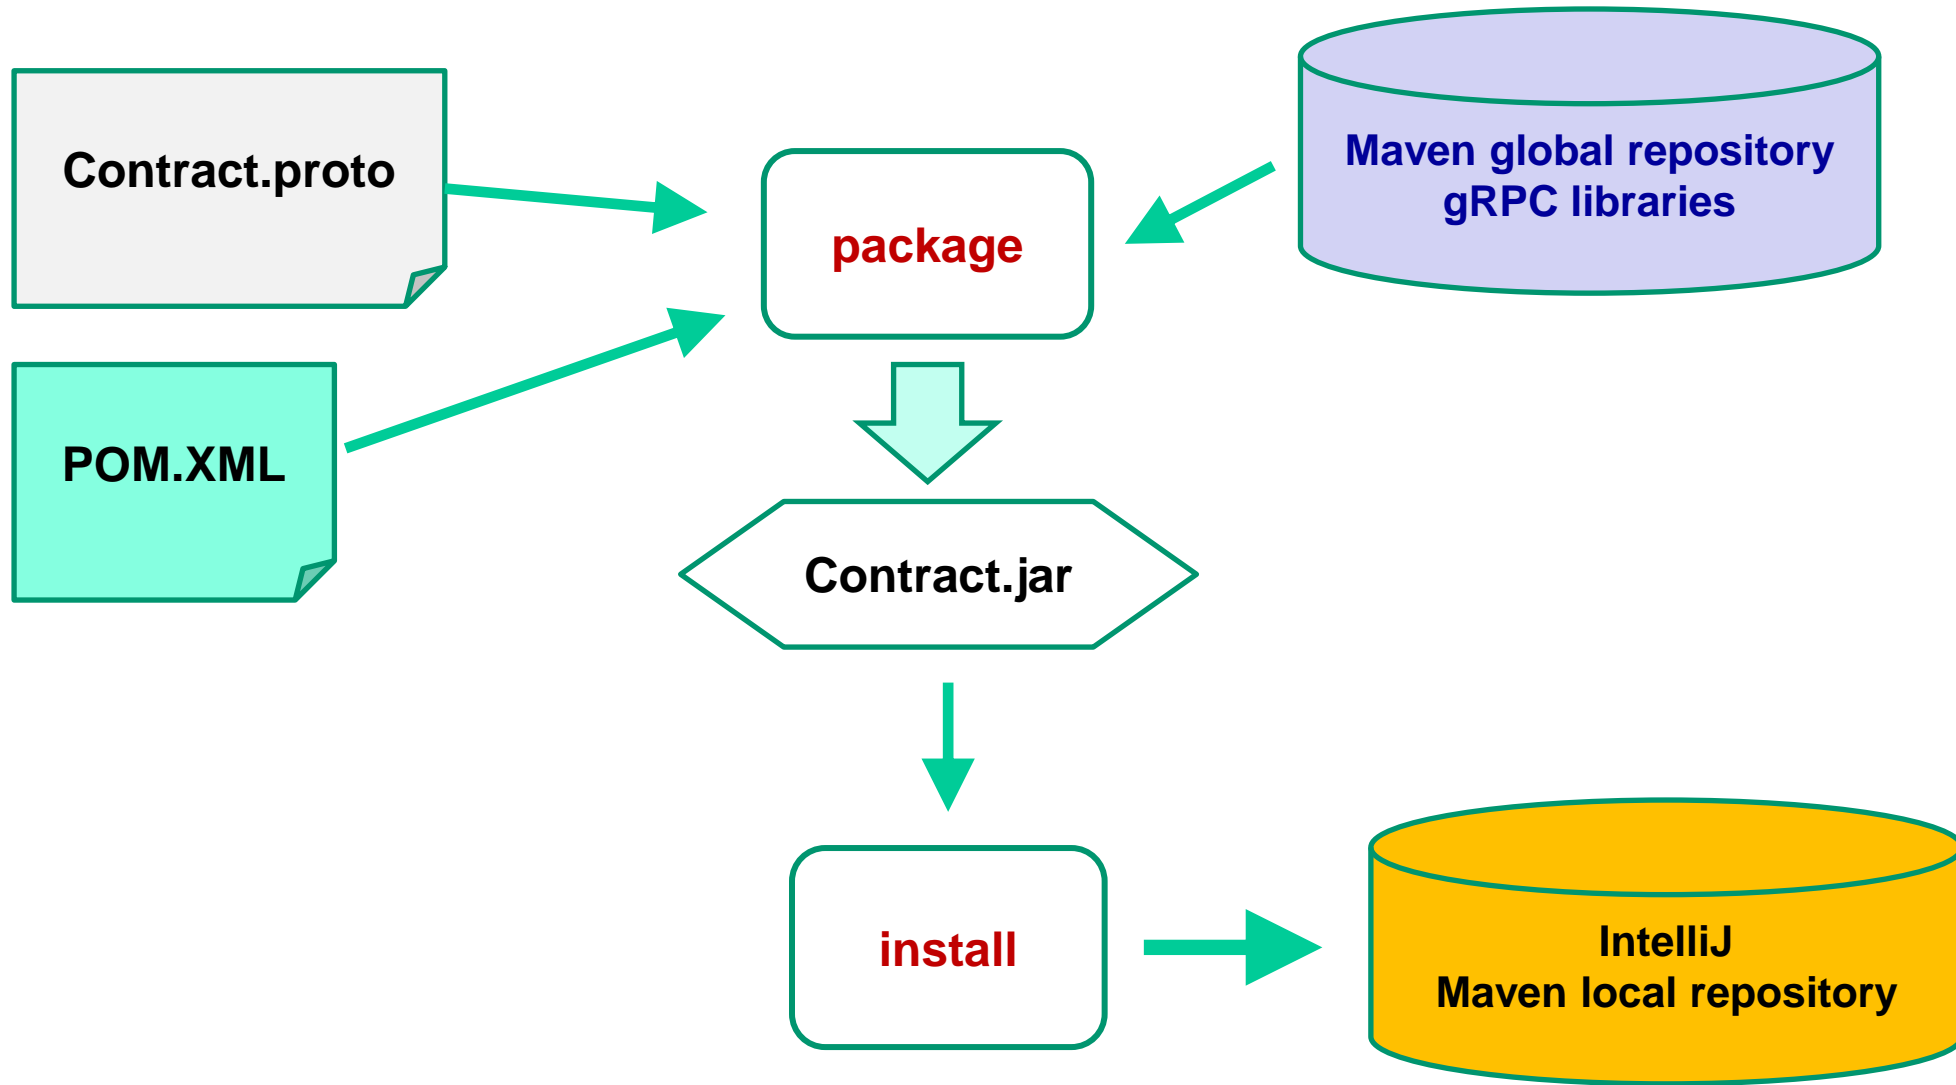 Contract.proto
Maven global repository
gRPC libraries
package
POM.XML
Contract.jar
install
IntelliJ
Maven local repository